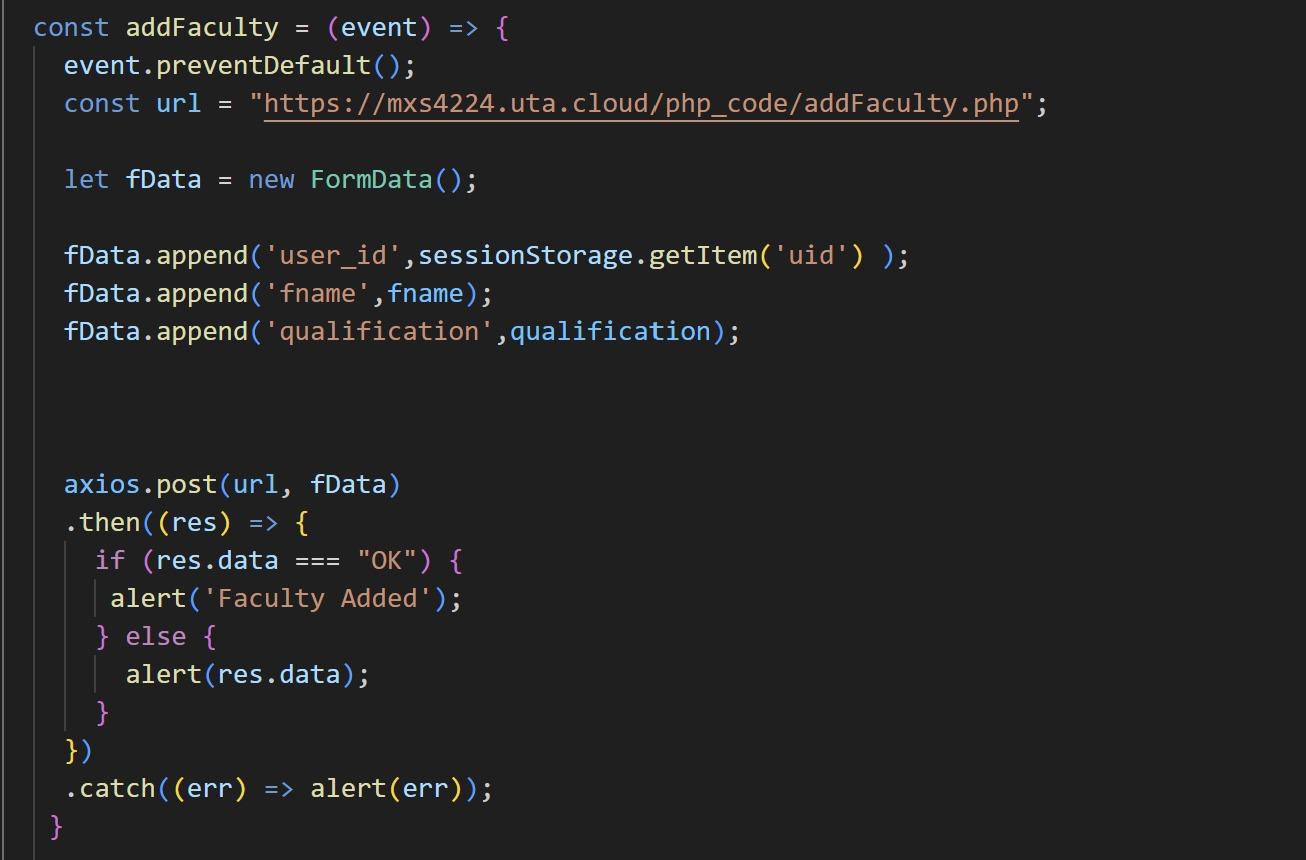 const addFaculty = (event) => {
event.preventDefault();
const url = "https://mxs4224.uta.cloud/php_code/addFaculty.php";
let fData = new FormData();
fData.append('user_id',sessionStorage.getItem('uid') );
fData.append('fname',fname);
fData.append('qualification',qualification);
axios.post(url, fData)
.then((res) => {
if (res.data === "OK") {
alert('Faculty Added');
} else {
alert(res.data);
}
})
.catch((err) => alert(err));
}